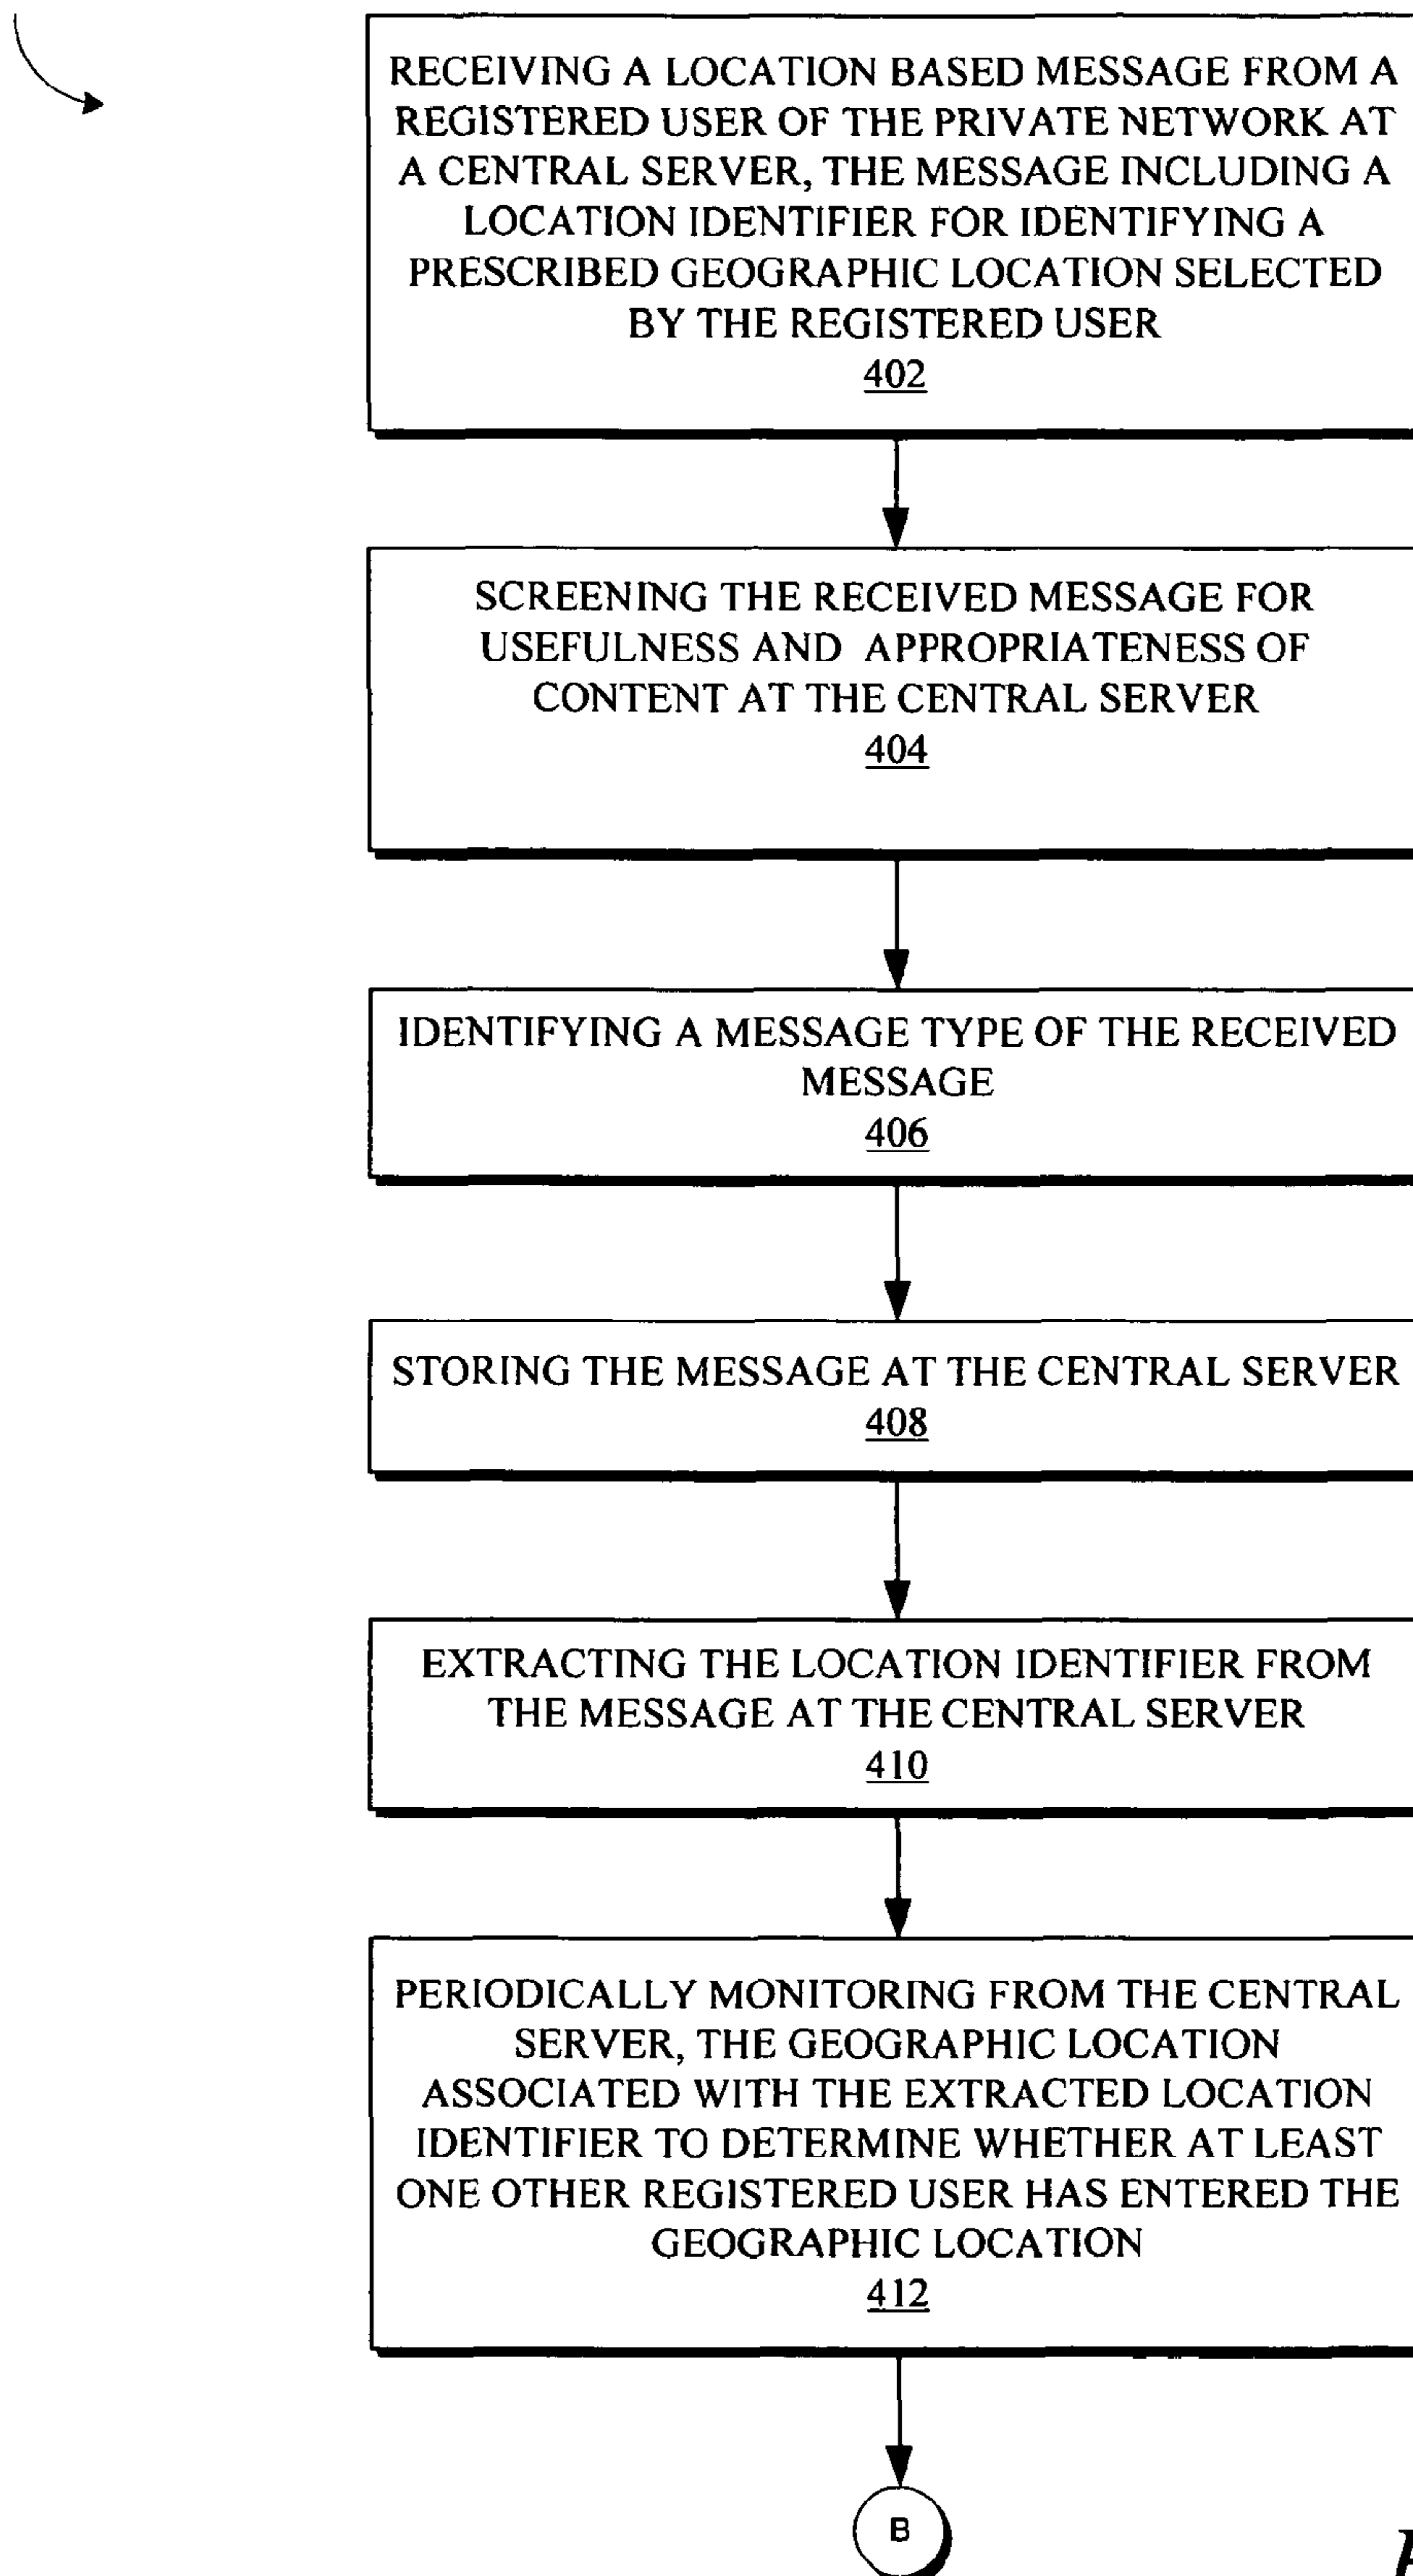 RECEIVING A LOCATION BASED MESSAGE FROM A
REGISTERED USER OF THE PRIVATE NETWORK AT
A CENTRAL SERVER, THE MESSAGE INCLUDING A
LOCATION IDENTIFIER FOR IDENTIFYING A
PRESCRIBED GEOGRAPHIC LOCATION SELECTED
BY THE REGISTERED USER
402
SCREENING THE RECEIVED MESSAGE FOR
USEFULNESS AND APPROPRIATENESS OF
CONTENT AT THE CENTRAL SERVER
404
IDENTIFYING A MESSAGE TYPE OF THE RECEIVED
MESSAGE
406
STORING THE MESSAGE AT THE CENTRAL SERVER
408
EXTRACTING THE LOCATION IDENTIFIER FROM
THE MESSAGE AT THE CENTRAL SERVER
410
PERIODICALLY MONITORING FROM THE CENTRAL
SERVER, THE GEOGRAPHIC LOCATION
ASSOCIATED WITH THE EXTRACTED LOCATION
IDENTIFIER TO DETERMINE WHETHER AT LEAST
ONE OTHER REGISTERED USER HAS ENTERED THE
GEOGRAPHIC LOCATION
412
B